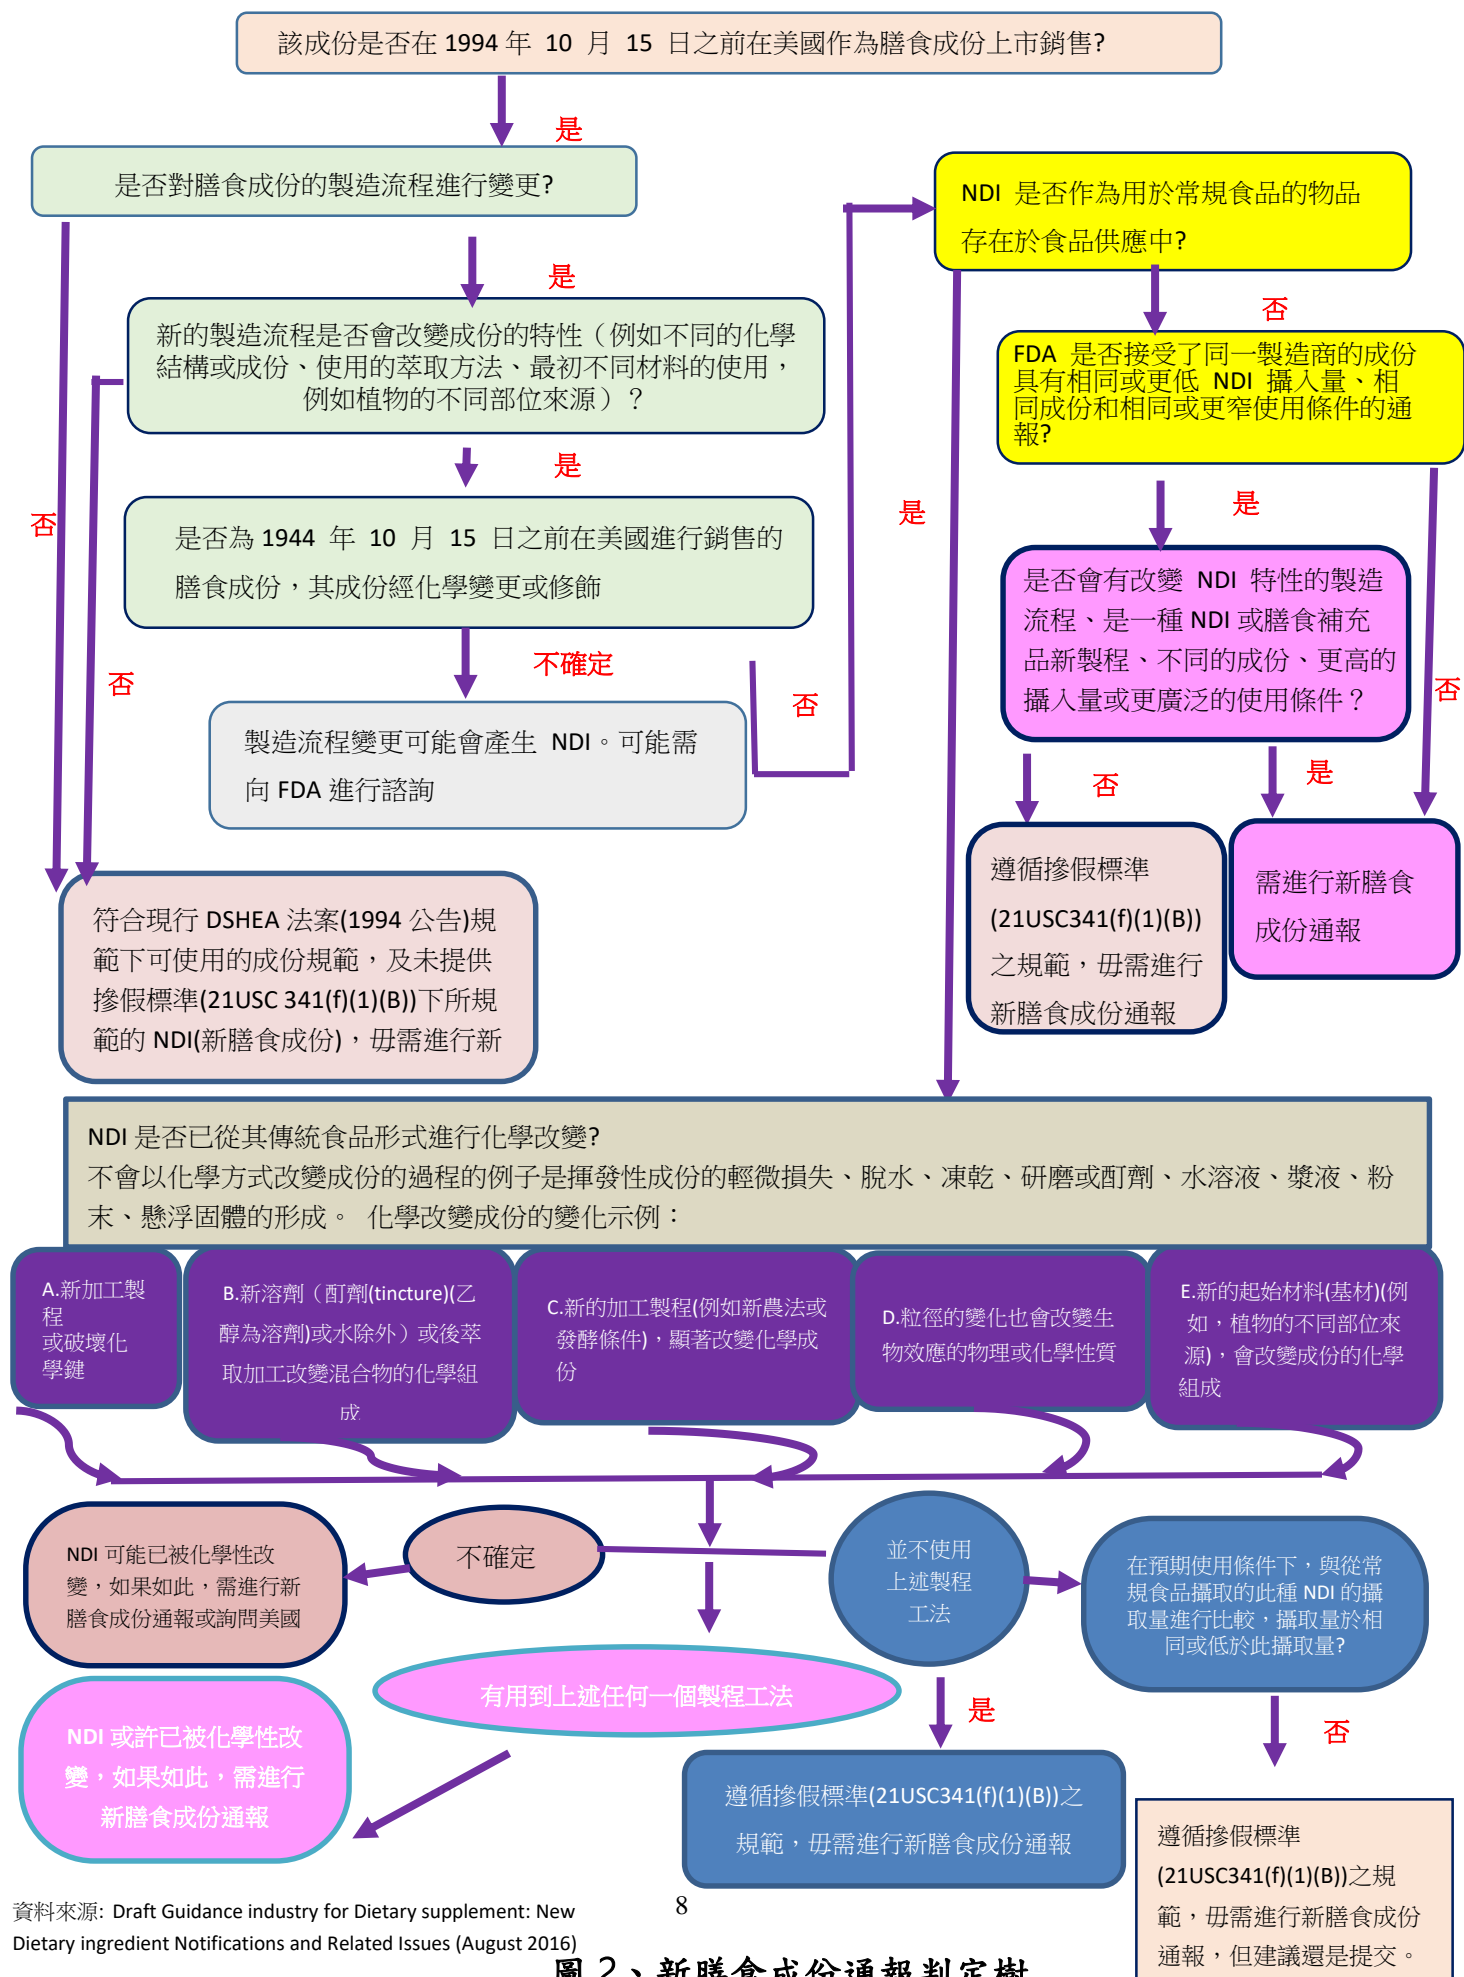 該成份是否在 1994 年 10 月 15 日之前在美國作為膳食成份上市銷售?
是
是否對膳食成份的製造流程進行變更?
NDI 是否作為用於常規食品的物品
存在於食品供應中?
是
否
新的製造流程是否會改變成份的特性（例如不同的化學
結構或成份、使用的萃取方法、最初不同材料的使用，
例如植物的不同部位來源）？
FDA 是否接受了同一製造商的成份
具有相同或更低 NDI 攝入量、相
同成份和相同或更窄使用條件的通
報?
是
是
是
否
是否為 1944 年 10 月 15 日之前在美國進行銷售的
膳食成份，其成份經化學變更或修飾
是否會有改變 NDI 特性的製造
流程、是一種 NDI 或膳食補充
品新製程、不同的成份、更高的
攝入量或更廣泛的使用條件？
不確定
否
否
否
製造流程變更可能會產生 NDI。可能需
向 FDA 進行諮詢
否
是
符合現行 DSHEA 法案(1994 公告)規
範下可使用的成份規範，及未提供
摻假標準(21USC 341(f)(1)(B))下所規
範的 NDI(新膳食成份)，毋需進行新
遵循摻假標準
(21USC341(f)(1)(B))
之規範，毋需進行
新膳食成份通報
需進行新膳食
成份通報
NDI 是否已從其傳統食品形式進行化學改變?
不會以化學方式改變成份的過程的例子是揮發性成份的輕微損失、脫水、凍乾、研磨或酊劑、水溶液、漿液、粉
末、懸浮固體的形成。 化學改變成份的變化示例：
A.新加工製
程
或破壞化
學鍵
B.新溶劑（酊劑(tincture)(乙
醇為溶劑)或水除外）或後萃
取加工改變混合物的化學組
成
C.新的加工製程(例如新農法或
發酵條件)，顯著改變化學成
份
D.粒徑的變化也會改變生
物效應的物理或化學性質
E.新的起始材料(基材)(例
如，植物的不同部位來
源)，會改變成份的化學
組成
NDI 可能已被化學性改
變，如果如此，需進行新
膳食成份通報或詢問美國
不確定
並不使用
上述製程
工法
在預期使用條件下，與從常
規食品攝取的此種 NDI 的攝
取量進行比較，攝取量於相
同或低於此攝取量?
有用到上述任何一個製程工法
是
否
NDI 或許已被化學性改
變，如果如此，需進行
新膳食成份通報
遵循摻假標準(21USC341(f)(1)(B))之
規範，毋需進行新膳食成份通報
遵循摻假標準
(21USC341(f)(1)(B))之規
範，毋需進行新膳食成份
通報，但建議還是提交。
資料來源: Draft Guidance industry for Dietary supplement: New
Dietary ingredient Notifications and Related Issues (August 2016)
8
圖 2、新膳食成份通報判定樹